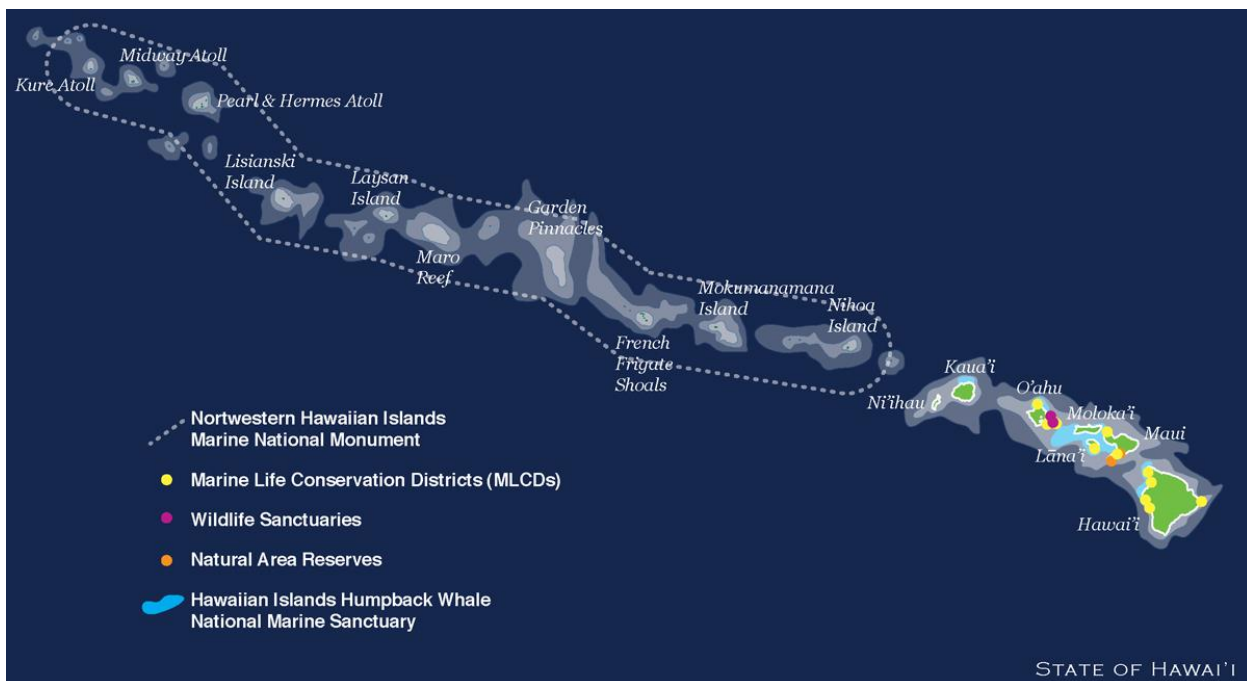 Midway Atoll
Kure Atoll
Pearl & Hermes Atoll
Lisianski
Island
Laysan
Island
Garden
Pinnacles
Maro
Reef
Mokumanamana
Island
Nihoa
Island
French
Frigate
Shoals
Kaua'i
Ni'ihau
O'ahu
Moloka'i
Maui
Lāna'i
Hawai'i
Nortwestern Hawaiian Islands
Marine National Monument
Marine Life Conservation Districts (MLCDs)
Wildlife Sanctuaries
Natural Area Reserves
Hawaiian Islands Humpback Whale
National Marine Sanctuary
STATE OF HAWAI'I